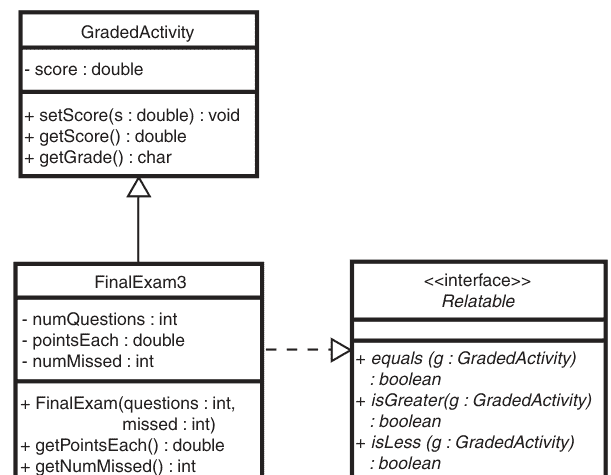 GradedActivity
- score : double
+ setScore(s : double) : void
+ getScore() : double
+ getGrade() : char
FinalExam3
- numQuestions : int
- pointsEach : double
- numMissed : int
+ FinalExam(questions : int,
missed : int)
+ getPointsEach() : double
+ getNumMissed() : int
<<interface>>
Relatable
+ equals (g : GradedActivity)
: boolean
+ isGreater(g : GradedActivity)
: boolean
+ isLess (g : GradedActivity)
: boolean